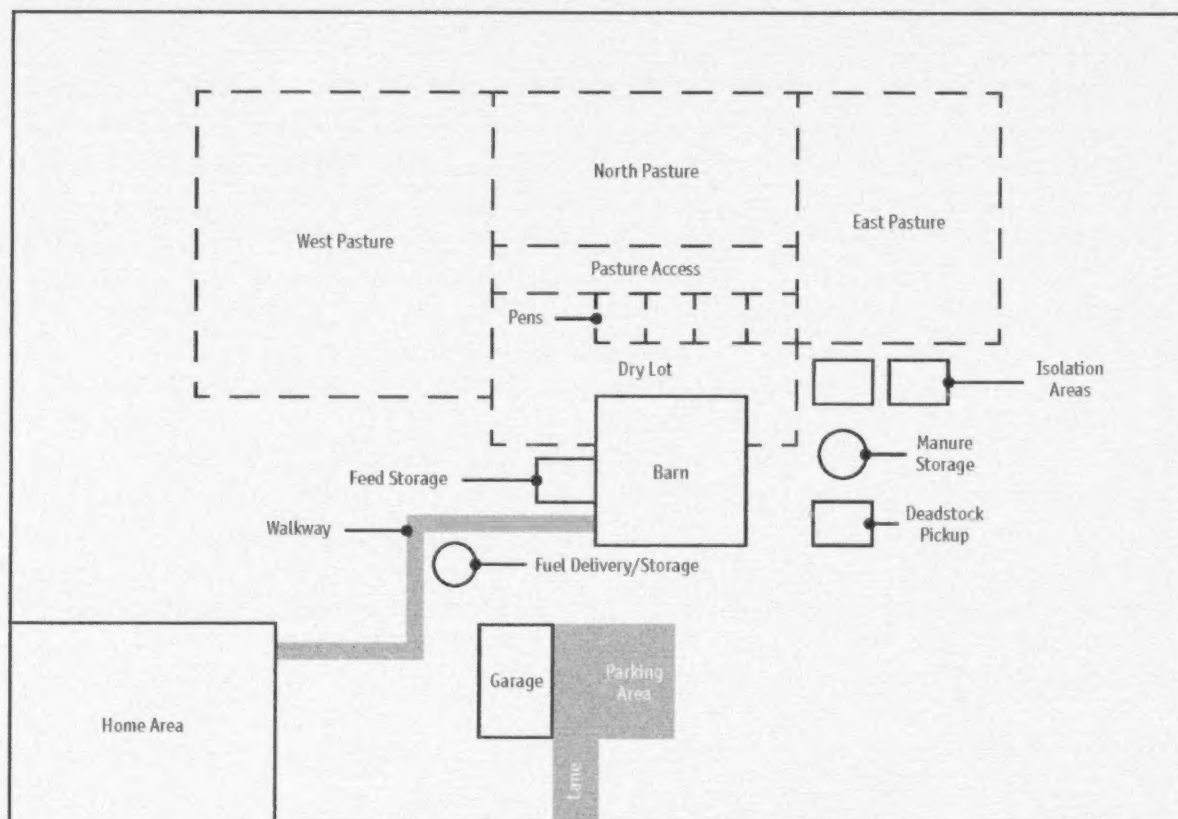 North Pasture
West Pasture
East Pasture
Pasture Access
Pens
Dry Lot
Isolation
Areas
Feed Storage
Barn
Manure
Storage
Walkway
Deadstock
Pickup
Fuel Delivery/Storage
Garage
Parking
Area
Home Area
Lane